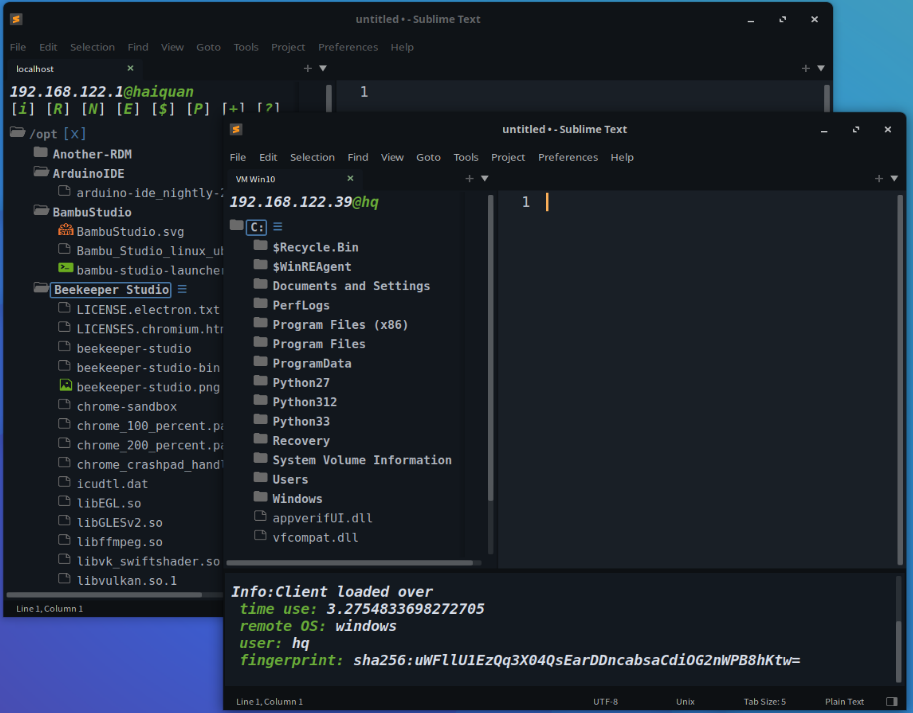 untitled • - Sublime Text
File Edit Selection Find View Goto Tools Project Preferences Help
localhost
192.168.122.1@haiquan
[i] [R] [N] [E] [$] [P] [+] [?]
1
/opt [X]
Another-RDM
ArduinoIDE
arduino-ide_nightly-2
BambuStudio
BambuStudio.svg
Bambu_Studio_linux_ub
bambu-studio-launcher
Beekeeper Studio
LICENSE.electron.txt
LICENSES.chromium.htm
beekeeper-studio
beekeeper-studio-bin
beekeeper-studio.png
chrome-sandbox
chrome_100_percent.pa
chrome_200_percent.pa
chrome_crashpad_handl
icudtl.dat
libEGL.so
libGLESv2.so
libffmpeg.so
libvk_swiftshader.so
libvulkan.so.1
Line 1, Column 1
untitled • - Sublime Text
File Edit Selection Find View Goto Tools Project Preferences Help
VM Win10
192.168.122.39@hq
1
C:
$Recycle.Bin
$WinREAgent
Documents and Settings
PerfLogs
Program Files (x86)
Program Files
ProgramData
Python27
Python312
Python33
Recovery
System Volume Information
Users
Windows
appverifUI.dll
vfcompat.dll
Info:Client loaded over
time use: 3.2754833698272705
remote OS: windows
user: hq
fingerprint: sha256:uWFllU1EzQq3X04QsEarDDncabsaCdiOG2nWPB8hKtw=
Line 1, Column 1 UTF-8 Unix Tab Size: 5 Plain Text